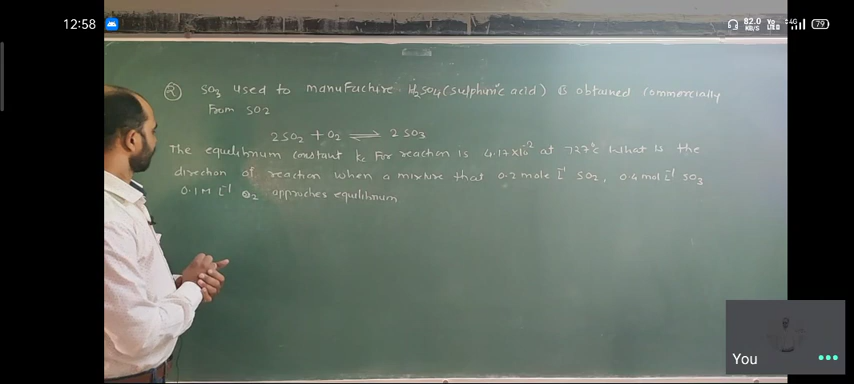 12:58
82.0 KB/S
4G
79
Q SO3 used to manufacture H2SO4 (sulphuric acid) is obtained commercially
From SO2
2SO2 + O2 ⇌ 2SO3
The equilibrium constant kc For reaction is 4.17×10⁻² at 727°c What is the
direction of reaction when a mixture that 0.2 mole L⁻¹ SO2, 0.4 mol L⁻¹ SO3
0.1 M L⁻¹ O2 approaches equilibrium
You